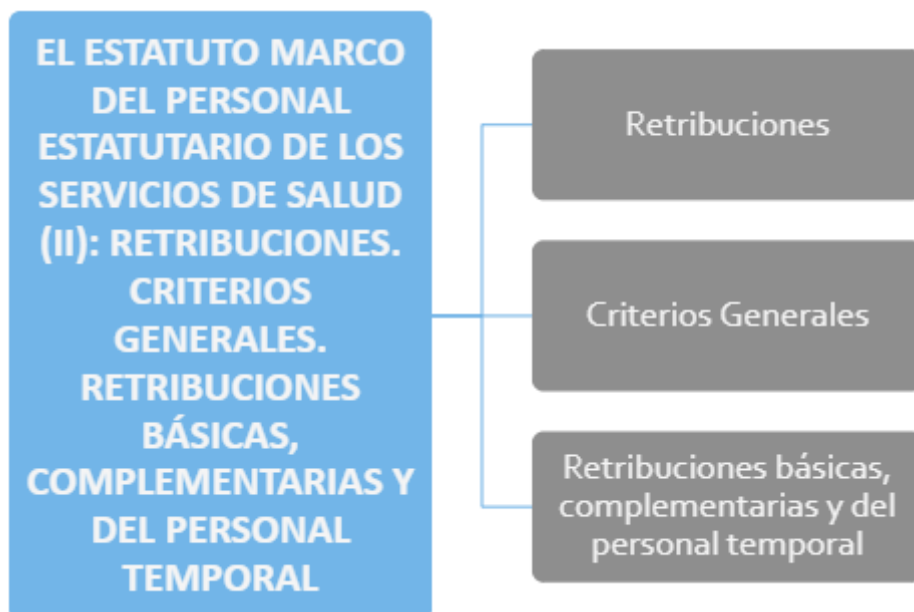 EL ESTATUTO MARCO
DEL PERSONAL
ESTATUTARIO DE LOS
SERVICIOS DE SALUD
(II): RETRIBUCIONES.
CRITERIOS
GENERALES.
RETRIBUCIONES
BÁSICAS,
COMPLEMENTARIAS Y
DEL PERSONAL
TEMPORAL
Retribuciones
Criterios Generales
Retribuciones básicas,
complementarias y del
personal temporal